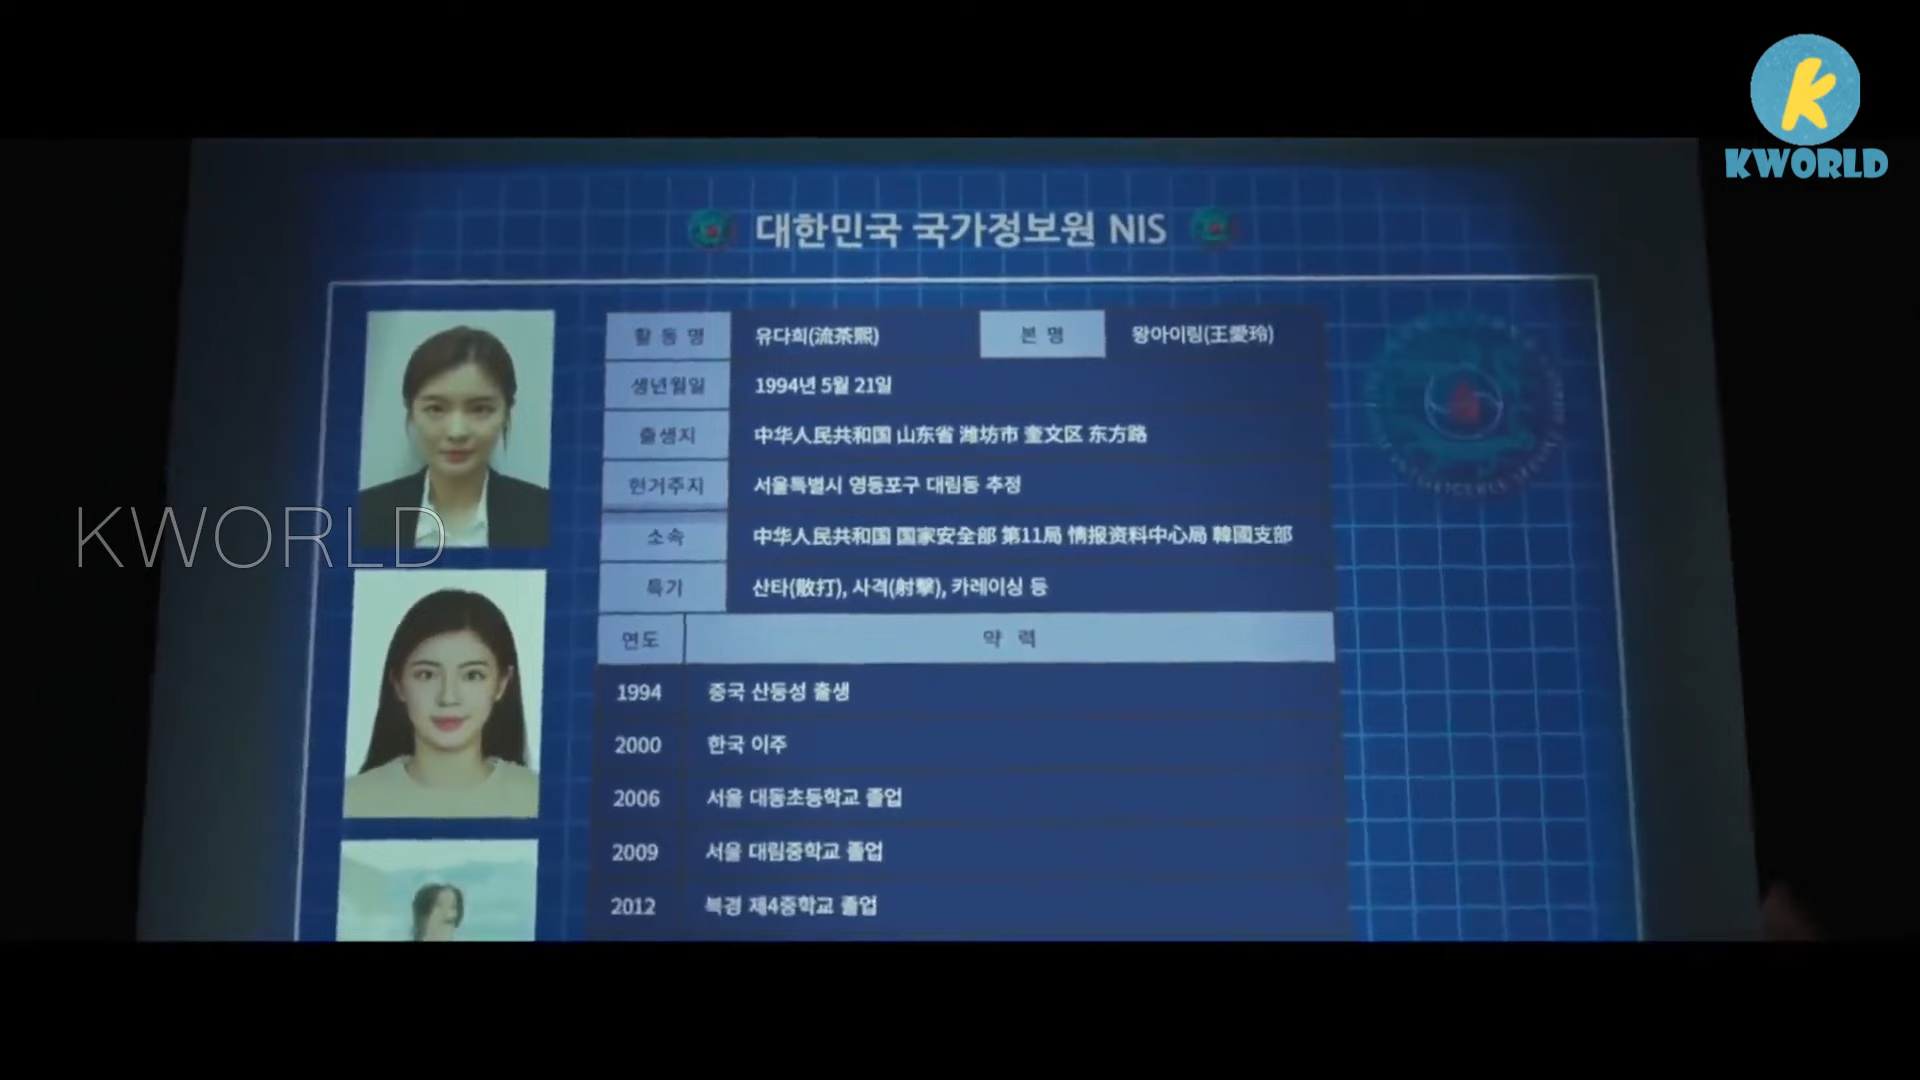 K
KWORLD
대한민국 국가정보원 NIS
활동명 유다희(流茶熙) 본명 왕아이링(王愛玲)
생년월일 1994년 5월 21일
출생지 中华人民共和国 山东省 潍坊市 奎文区 东方路
현거주지 서울특별시 영등포구 대림동 추정
KWORLD
소속 中华人民共和国 国家安全部 第11局 情报资料中心局 韓國支部
특기 산타(散打), 사격(射擊), 카레이싱 등
연도 약력
1994 중국 산둥성 출생
2000 한국 이주
2006 서울 대동초등학교 졸업
2009 서울 대림중학교 졸업
2012 북경 제4중학교 졸업